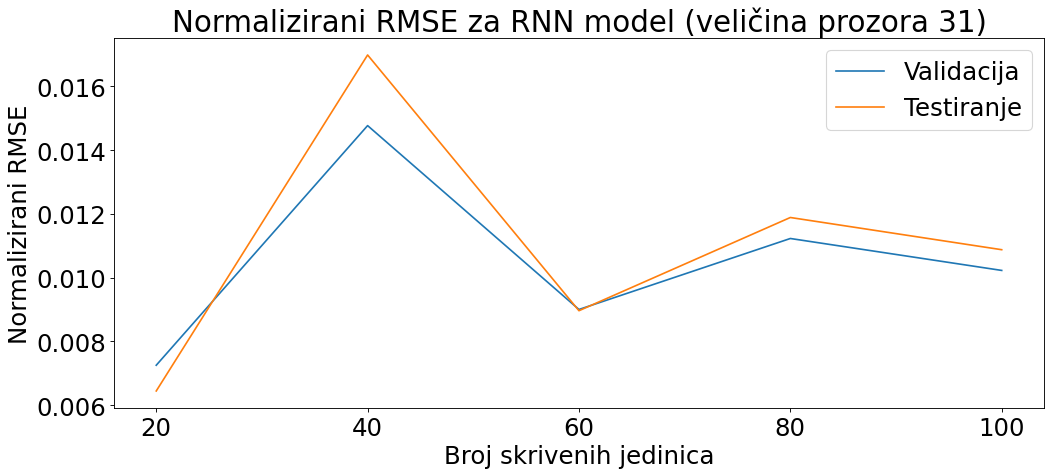 Normalizirani RMSE za RNN model (veličina prozora 31)
Validacija
Testiranje
Normalizirani RMSE
0.016
0.014
0.012
0.010
0.008
0.006
20 40 60 80 100
Broj skrivenih jedinica